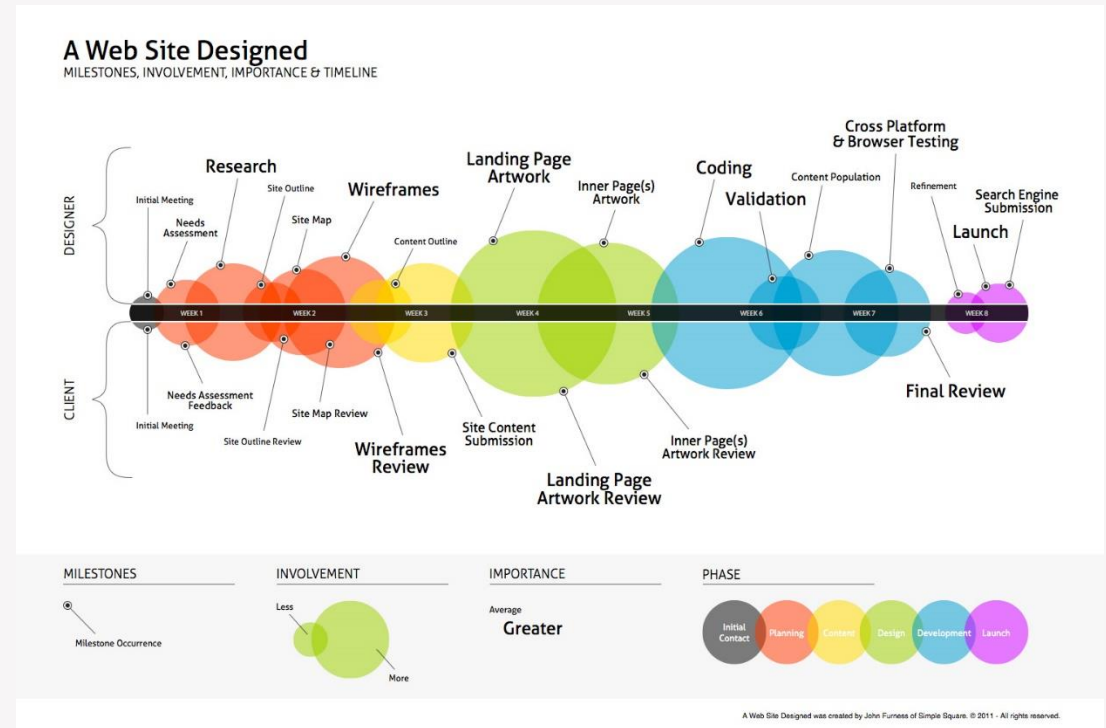 A Web Site Designed
MILESTONES, INVOLVEMENT, IMPORTANCE & TIMELINE
DESIGNER
Initial Meeting
Needs
Assessment
Research
Site Outline
Site Map
Wireframes
Content Outline
Landing Page
Artwork
Inner Page(s)
Artwork
Coding
Validation
Content Population
Cross Platform
& Browser Testing
Refinement
Launch
Search Engine
Submission
WEEK 1
WEEK 2
WEEK 3
WEEK 4
WEEK 5
WEEK 6
WEEK 7
WEEK 8
CLIENT
Initial Meeting
Needs Assessment
Feedback
Site Outline Review
Site Map Review
Wireframes
Review
Site Content
Submission
Landing Page
Artwork Review
Inner Page(s)
Artwork Review
Final Review
MILESTONES
Milestone Occurrence
INVOLVEMENT
Less
More
IMPORTANCE
Average
Greater
PHASE
Initial
Contact
Planning
Content
Design
Development
Launch
A Web Site Designed was created by John Furness of Simple Square. © 2011 - All rights reserved.